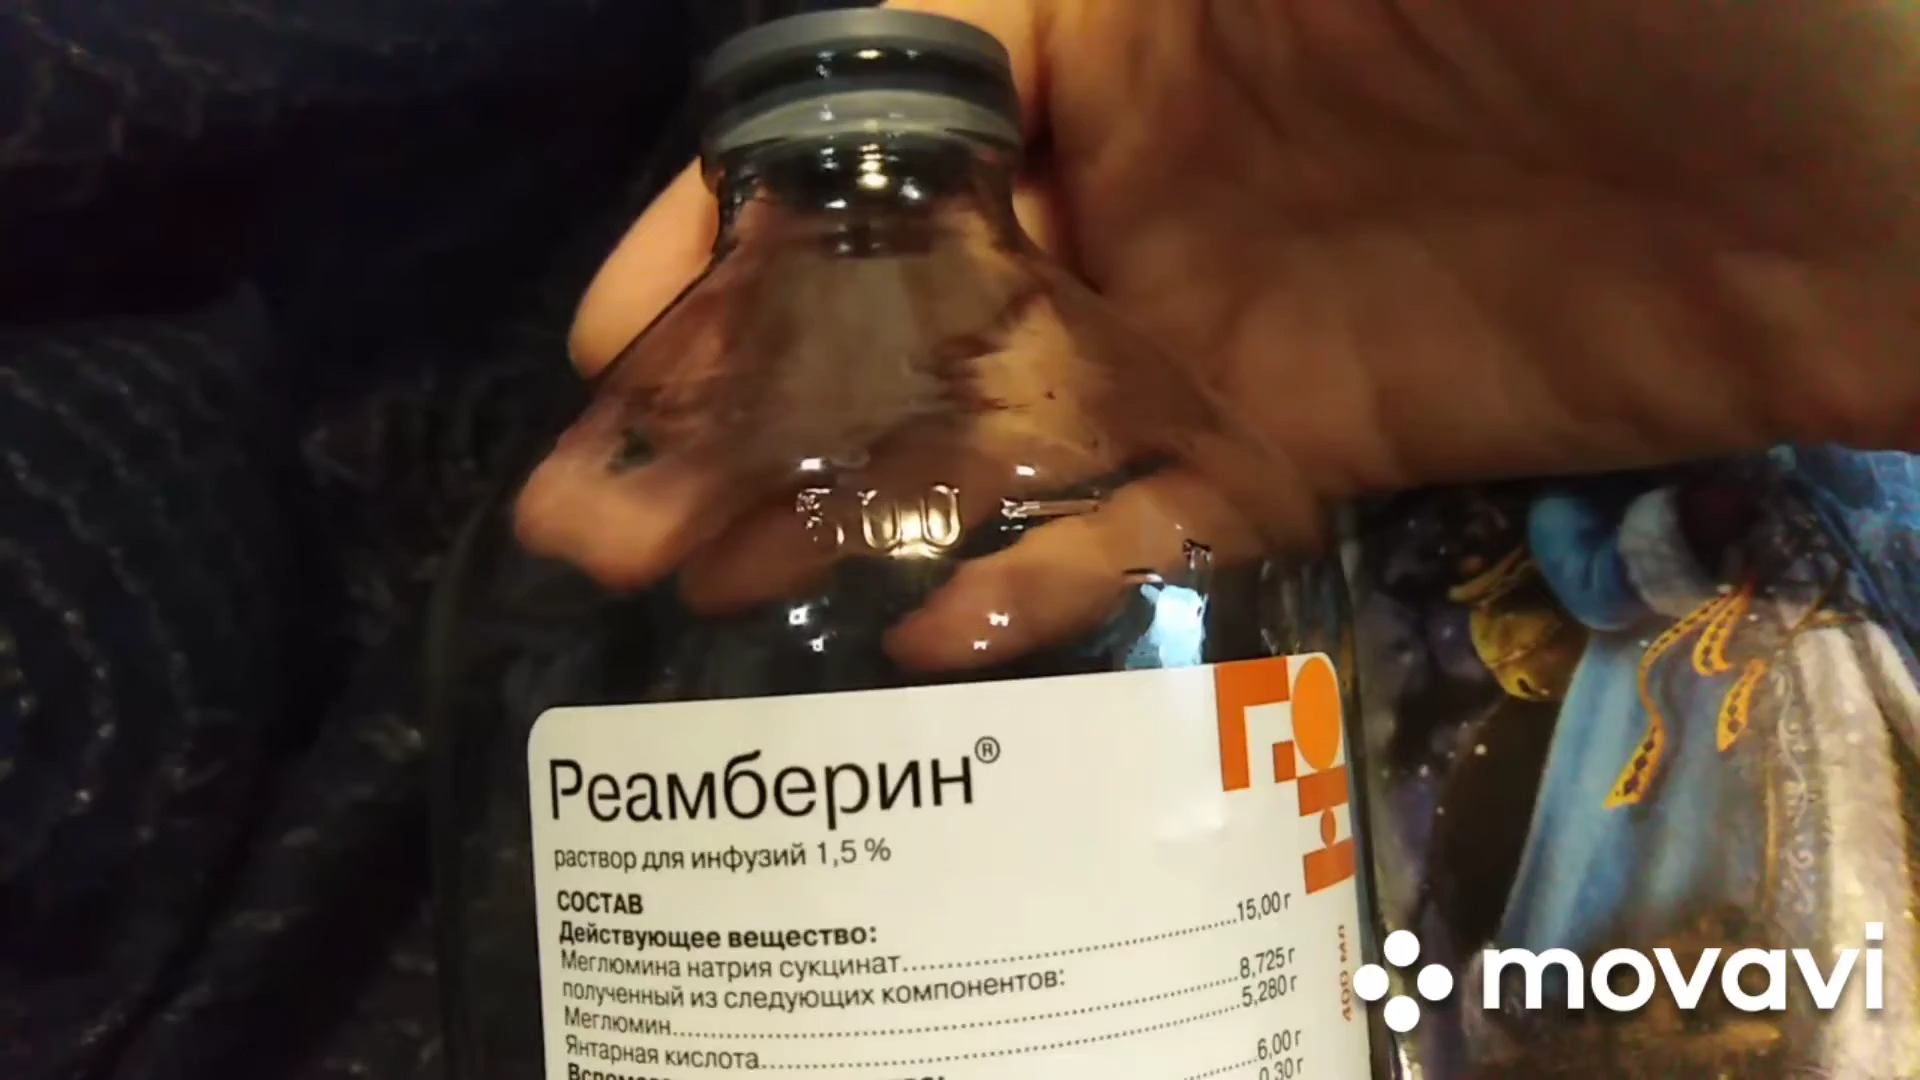 500
Реамберин®
раствор для инфузий 1,5 %
СОСТАВ
Действующее вещество:
Меглюмина натрия сукцинат........15,00 г
полученный из следующих компонентов:
Меглюмин........8,725 г
Янтарная кислота........5,280 г
6,00 г
0,30 г
400 мл
movavi